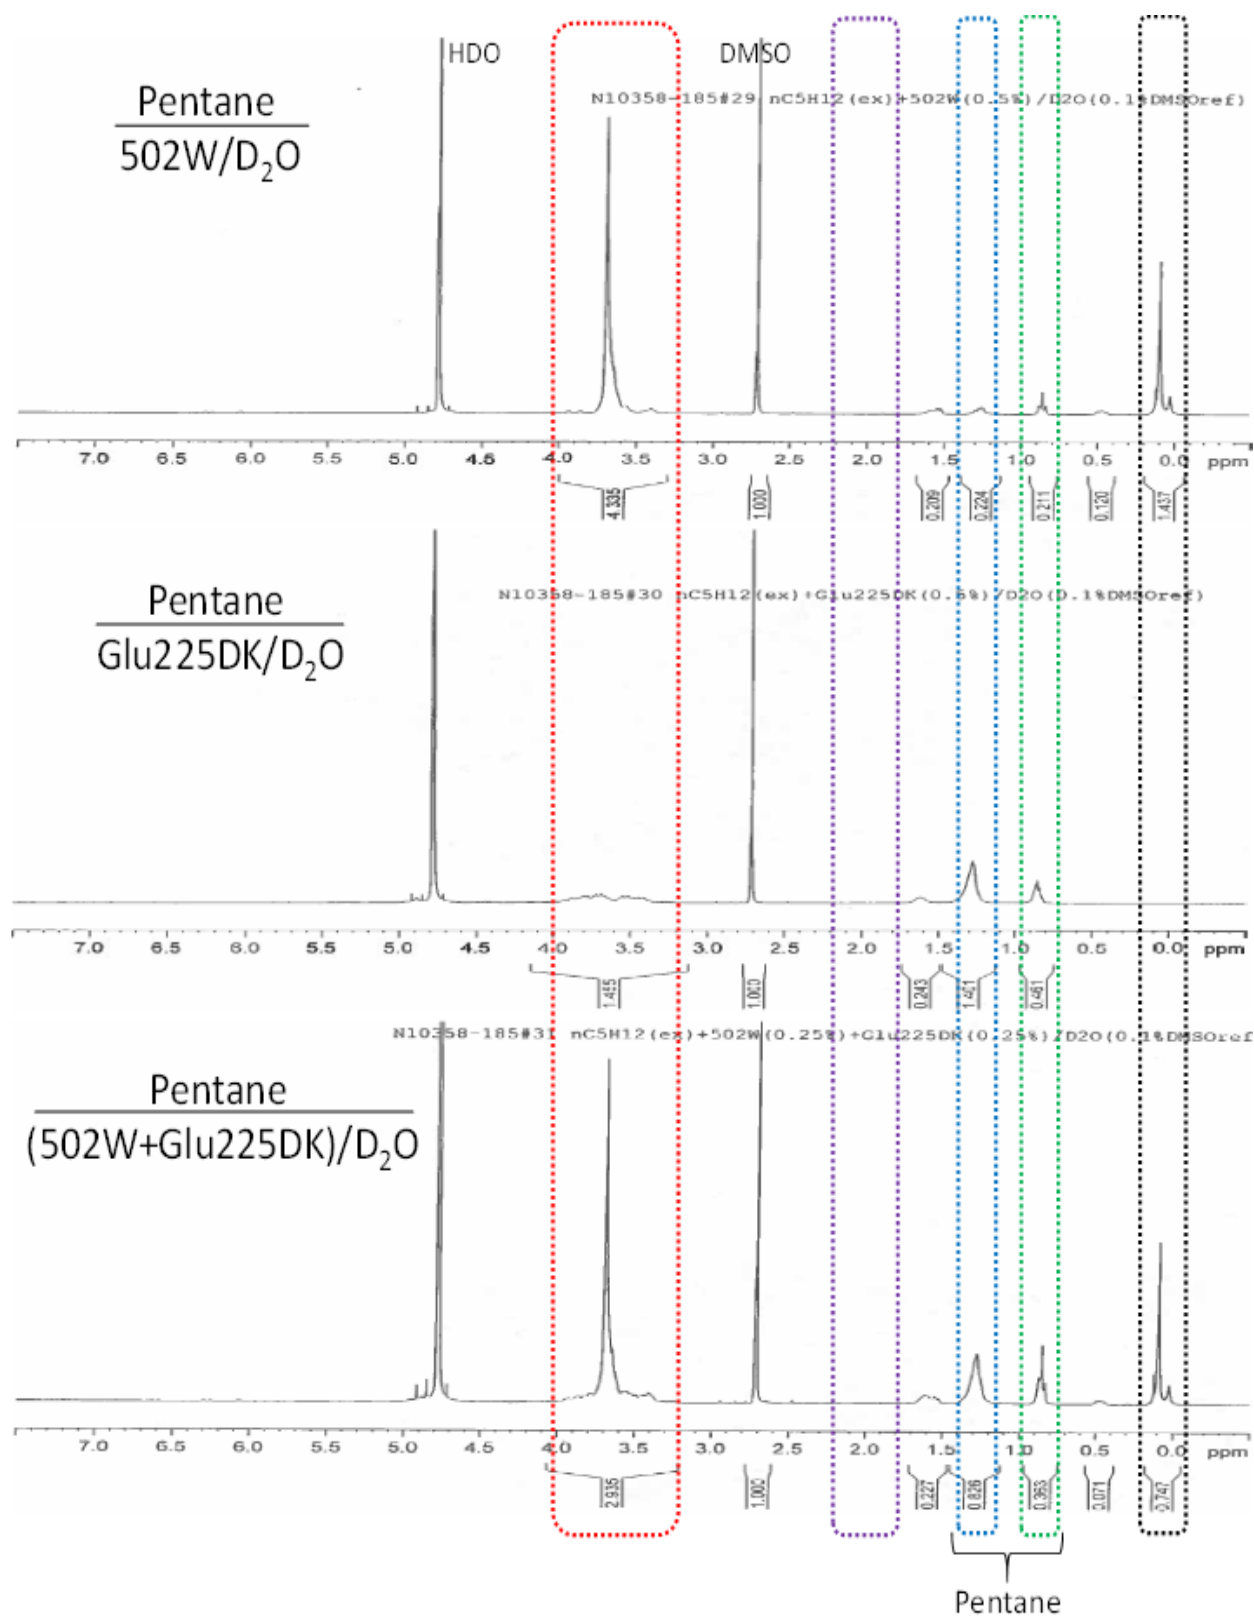 HDO DMSO
N10358-185#29 nC5H12(ex)+502W(0.5%)/D2O(0.1%DMSOref)
Pentane
502W/D₂O
7.0 6.5 6.0 5.5 5.0 4.5 4.0 3.5 3.0 2.5 2.0 1.5 1.0 0.5 0.0 ppm
4.335 1.000 0.209 0.224 0.211 0.120 1.437
N10358-185#30 nC5H12(ex)+Glu225DK(0.5%)/D2O(0.1%DMSOref)
Pentane
Glu225DK/D₂O
7.0 6.5 6.0 5.5 5.0 4.5 4.0 3.5 3.0 2.5 2.0 1.5 1.0 0.5 0.0 ppm
1.455 1.000 0.243 1.401 0.461
N10358-185#31 nC5H12(ex)+502W(0.25%)+Glu225DK(0.25%)/D2O(0.1%DMSOref
Pentane
(502W+Glu225DK)/D₂O
7.0 6.5 6.0 5.5 5.0 4.5 4.0 3.5 3.0 2.5 2.0 1.5 1.0 0.5 0.0 ppm
2.935 1.000 0.227 0.826 0.363 0.071 0.747
Pentane